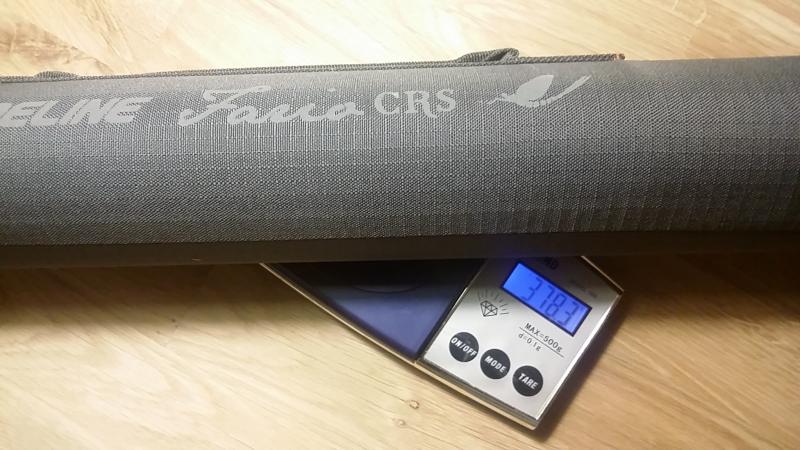 ELINE Fario CRS
378.3
MAX=500g
d=0.1g
ON/OFF
MODE
TARE